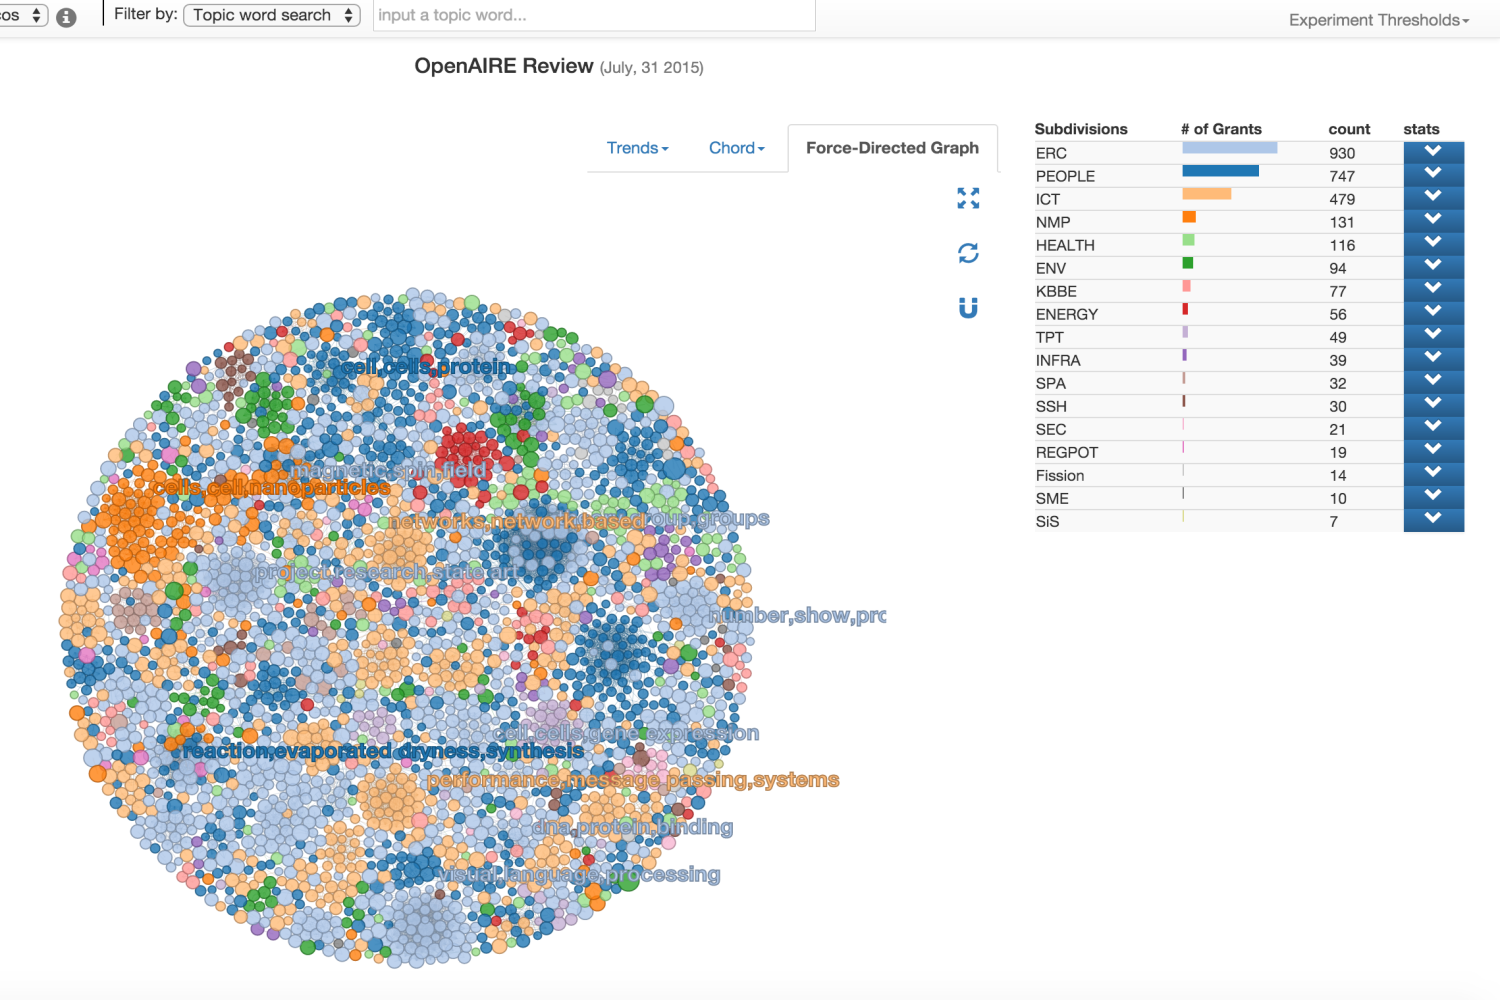 cos
Filter by: Topic word search input a topic word... Experiment Thresholds
OpenAIRE Review (July, 31 2015)
Trends Chord Force-Directed Graph
Subdivisions # of Grants count stats
ERC 930
PEOPLE 747
ICT 479
NMP 131
HEALTH 116
ENV 94
KBBE 77
ENERGY 56
TPT 49
INFRA 39
SPA 32
SSH 30
SEC 21
REGPOT 19
Fission 14
SME 10
SiS 7
cell,cells,protein
magnetic,spin,field
cells,cell,nanoparticles
networks,network,based
group,groups
project,research,state art
number,show,pro
cell,cells,gene expression
reaction,evaporated dryness,synthesis
performance,message passing,systems
dna,protein,binding
visual,language,processing